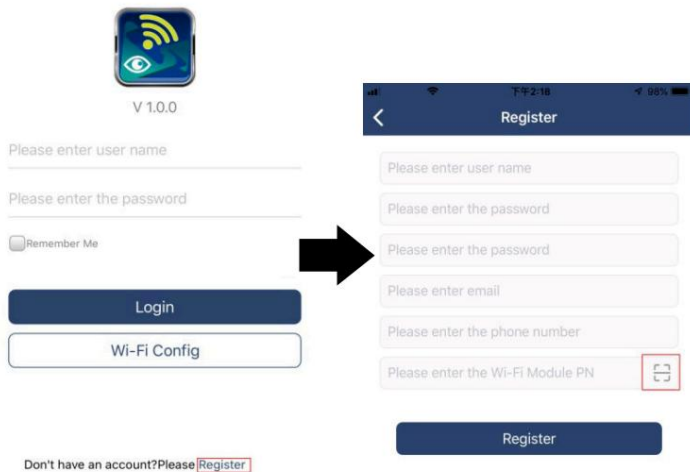 V 1.0.0
Please enter user name
Please enter the password
Remember Me
Login
Wi-Fi Config
Don't have an account?Please Register
下午2:18
98%
Register
Please enter user name
Please enter the password
Please enter the password
Please enter email
Please enter the phone number
Please enter the Wi-Fi Module PN
Register